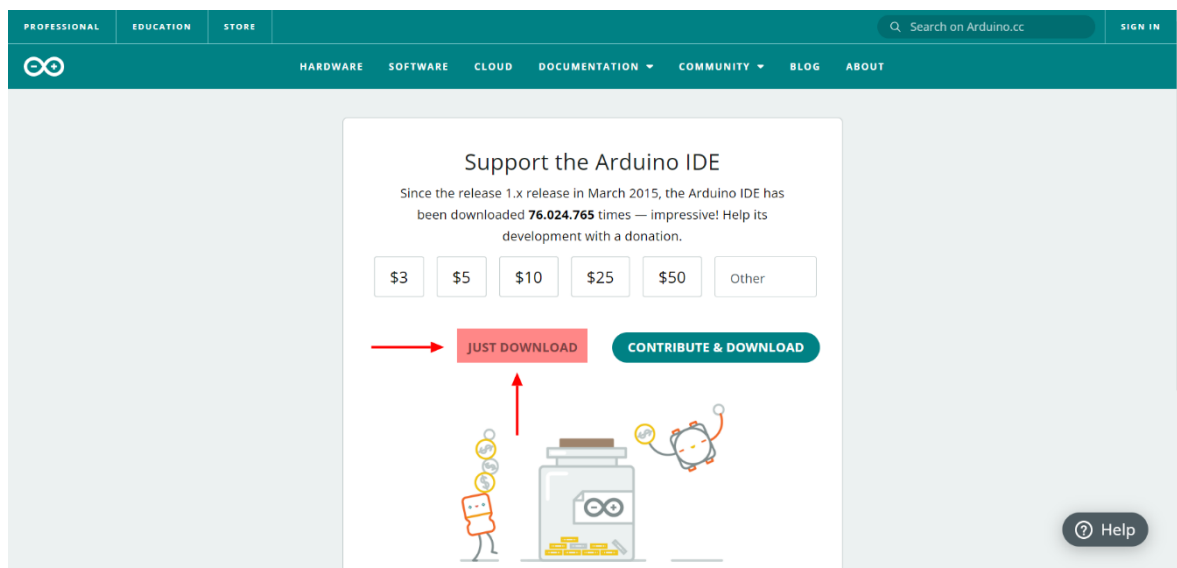 PROFESSIONAL EDUCATION STORE Search on Arduino.cc SIGN IN
HARDWARE SOFTWARE CLOUD DOCUMENTATION COMMUNITY BLOG ABOUT
Support the Arduino IDE
Since the release 1.x release in March 2015, the Arduino IDE has
been downloaded 76.024.765 times — impressive! Help its
development with a donation.
$3 $5 $10 $25 $50 Other
JUST DOWNLOAD CONTRIBUTE & DOWNLOAD
Help